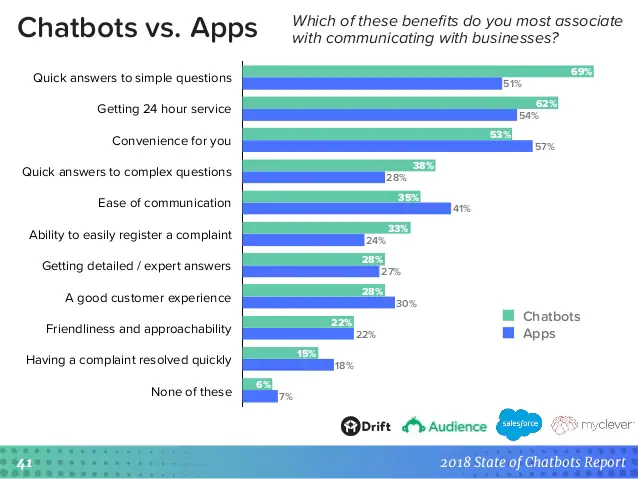 Chatbots vs. Apps
Which of these benefits do you most associate
with communicating with businesses?
Quick answers to simple questions
69%
51%
Getting 24 hour service
62%
54%
Convenience for you
53%
57%
Quick answers to complex questions
38%
28%
Ease of communication
35%
41%
Ability to easily register a complaint
33%
24%
Getting detailed / expert answers
28%
27%
A good customer experience
28%
30%
Friendliness and approachability
22%
22%
Having a complaint resolved quickly
15%
18%
None of these
6%
7%
Chatbots
Apps
Drift
Audience
salesforce
myclever
41
2018 State of Chatbots Report